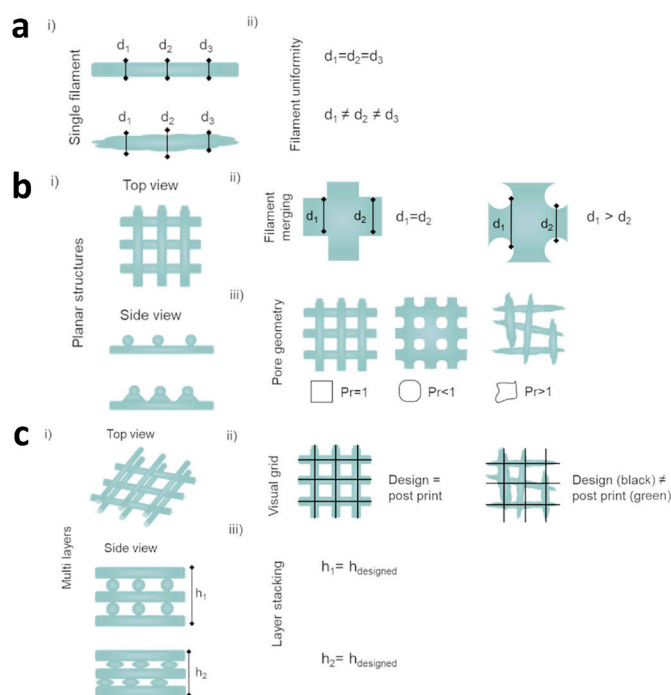 a
i)
ii)
Single filament
d1 d2 d3
d1 d2 d3
Filament uniformity
d1=d2=d3
d1 ≠ d2 ≠ d3
b
i)
Planar structures
Top view
Side view
ii)
Filament merging
d1 d2
d1=d2
d1 d2
d1 > d2
iii)
Pore geometry
Pr=1
Pr<1
Pr>1
c
i)
Multi layers
Top view
Side view
h1
h2
ii)
Visual grid
Design =
post print
Design (black) ≠
post print (green)
iii)
Layer stacking
h1= hdesigned
h2= hdesigned